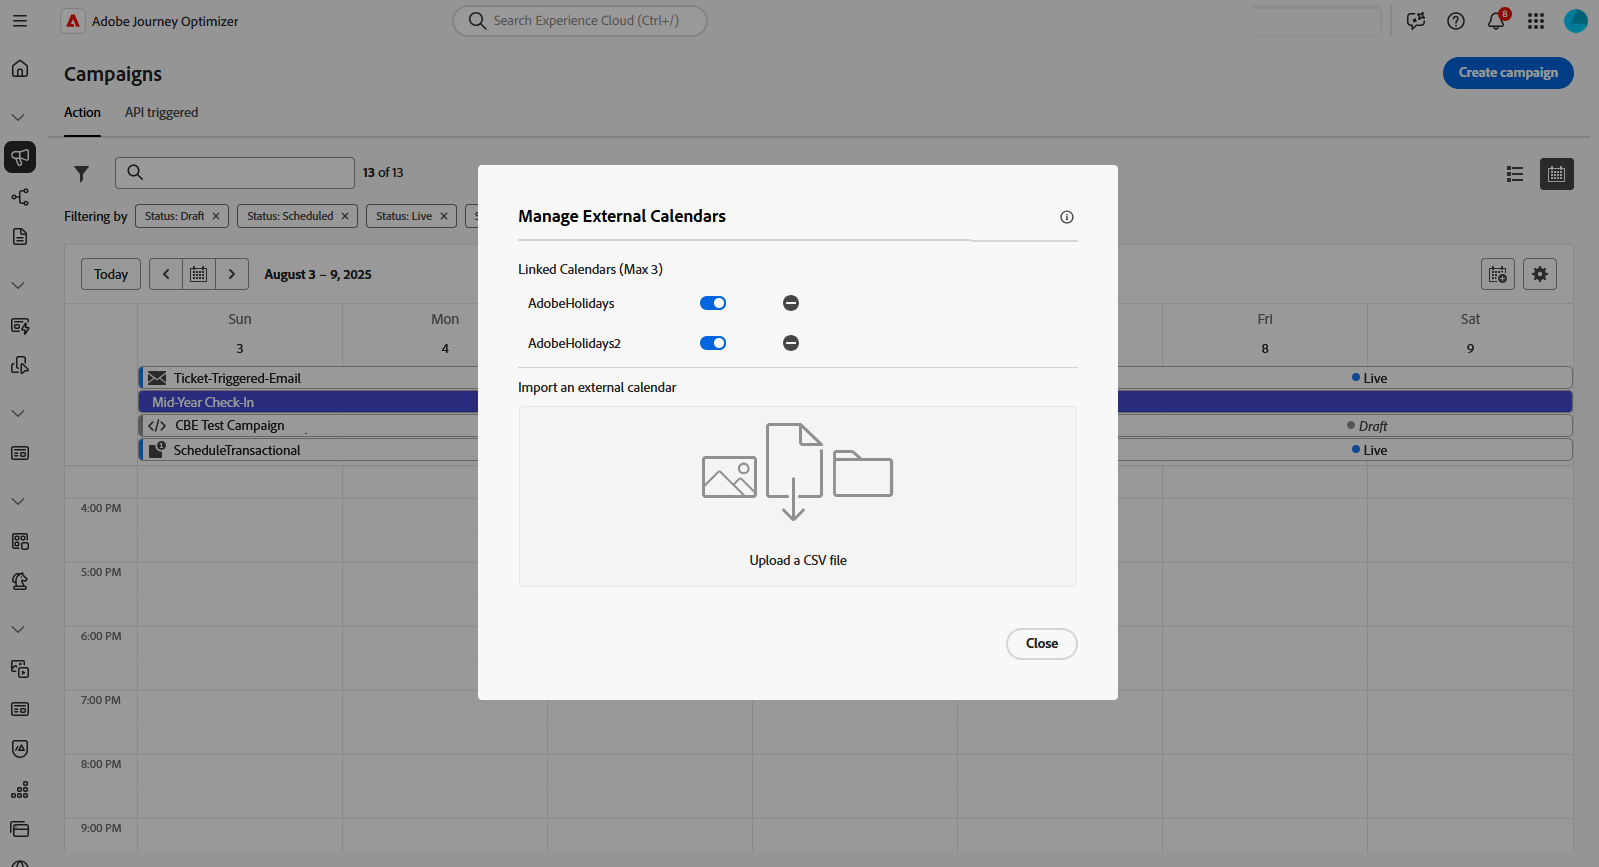 Adobe Journey Optimizer
Search Experience Cloud (Ctrl+/)
8
Campaigns
Create campaign
Action
API triggered
13 of 13
Filtering by
Status: Draft ×
Status: Scheduled ×
Status: Live ×
Today
August 3 – 9, 2025
Sun
Mon
Fri
Sat
3
4
8
9
Ticket-Triggered-Email
Live
Mid-Year Check-In
CBE Test Campaign
Draft
1
ScheduleTransactional
Live
4:00 PM
5:00 PM
6:00 PM
7:00 PM
8:00 PM
9:00 PM
Manage External Calendars
Linked Calendars (Max 3)
AdobeHolidays
AdobeHolidays2
Import an external calendar
Upload a CSV file
Close